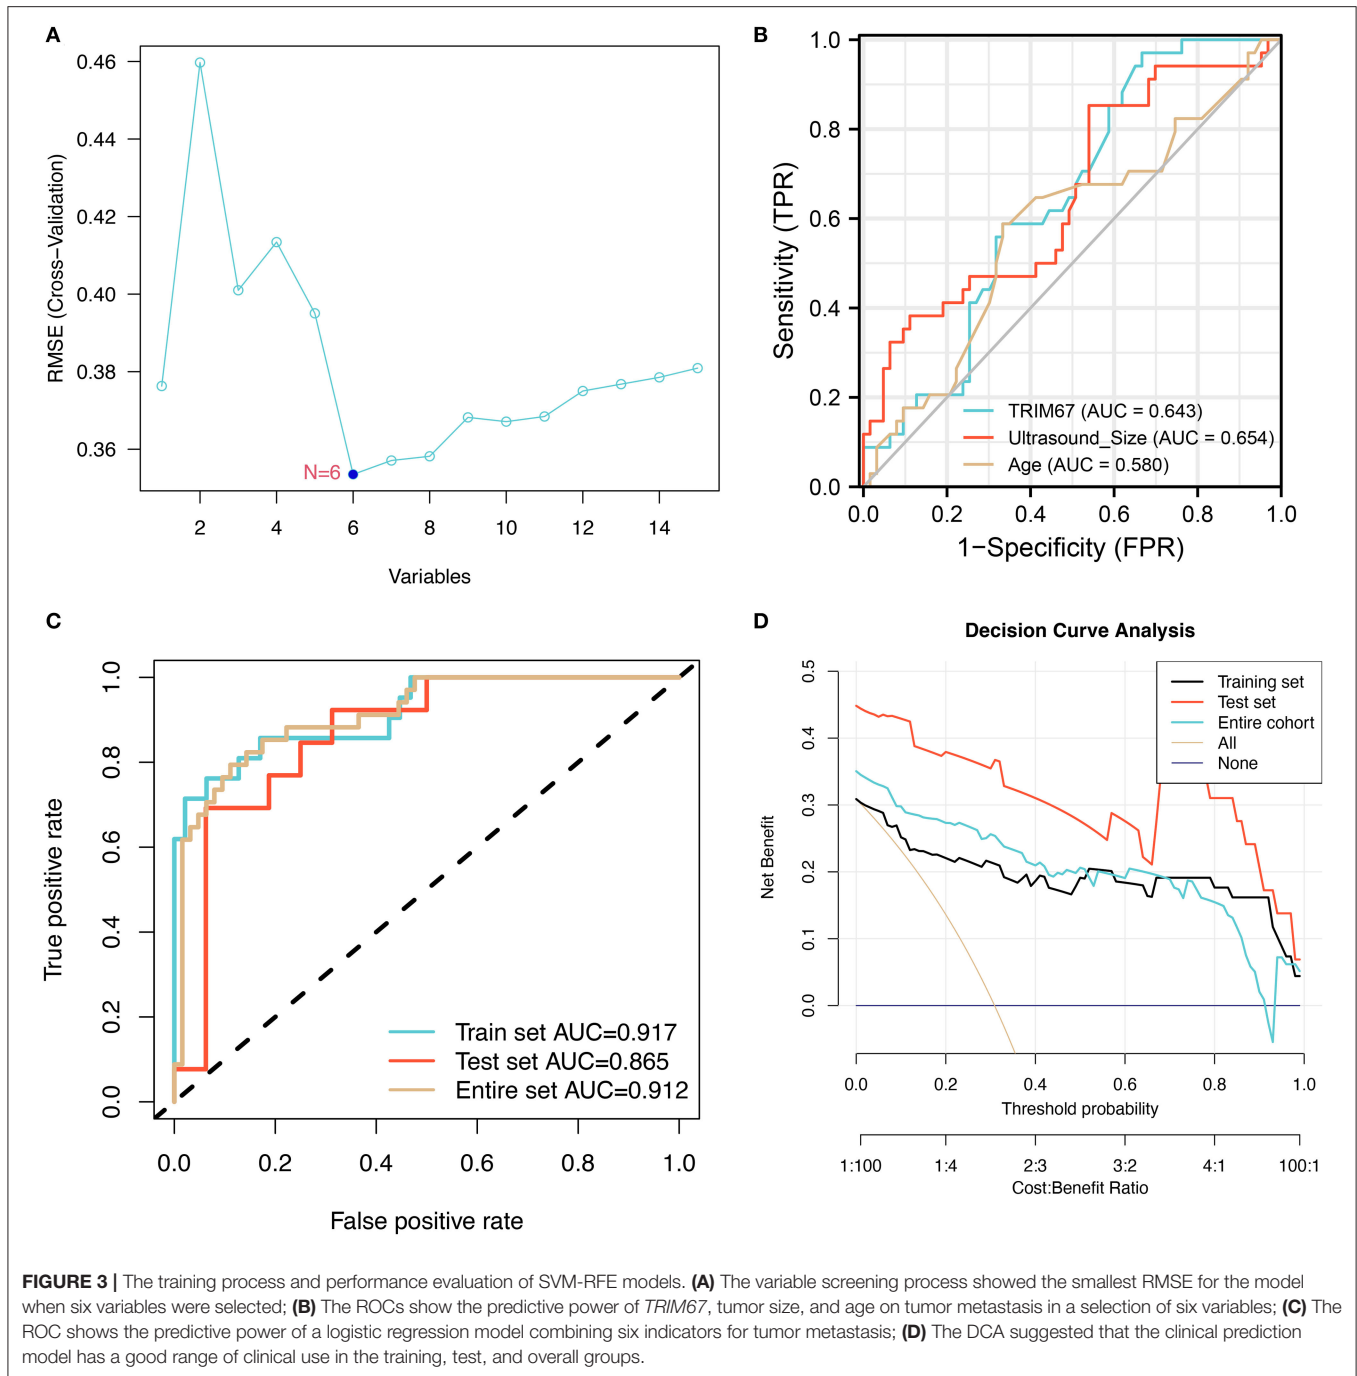 A
0.46
0.44
0.42
0.40
0.38
0.36
RMSE (Cross−Validation)
N=6
2 4 6 8 10 12 14
Variables
B
1.0
0.8
0.6
0.4
0.2
0.0
Sensitivity (TPR)
TRIM67 (AUC = 0.643)
Ultrasound_Size (AUC = 0.654)
Age (AUC = 0.580)
0.0 0.2 0.4 0.6 0.8 1.0
1−Specificity (FPR)
C
1.0
0.8
0.6
0.4
0.2
0.0
True positive rate
Train set AUC=0.917
Test set AUC=0.865
Entire set AUC=0.912
0.0 0.2 0.4 0.6 0.8 1.0
False positive rate
D
Decision Curve Analysis
0.5
0.4
0.3
0.2
0.1
0.0
Net Benefit
Training set
Test set
Entire cohort
All
None
0.0 0.2 0.4 0.6 0.8 1.0
Threshold probability
1:100 1:4 2:3 3:2 4:1 100:1
Cost:Benefit Ratio
FIGURE 3 | The training process and performance evaluation of SVM-RFE models. (A) The variable screening process showed the smallest RMSE for the model
when six variables were selected; (B) The ROCs show the predictive power of TRIM67, tumor size, and age on tumor metastasis in a selection of six variables; (C) The
ROC shows the predictive power of a logistic regression model combining six indicators for tumor metastasis; (D) The DCA suggested that the clinical prediction
model has a good range of clinical use in the training, test, and overall groups.